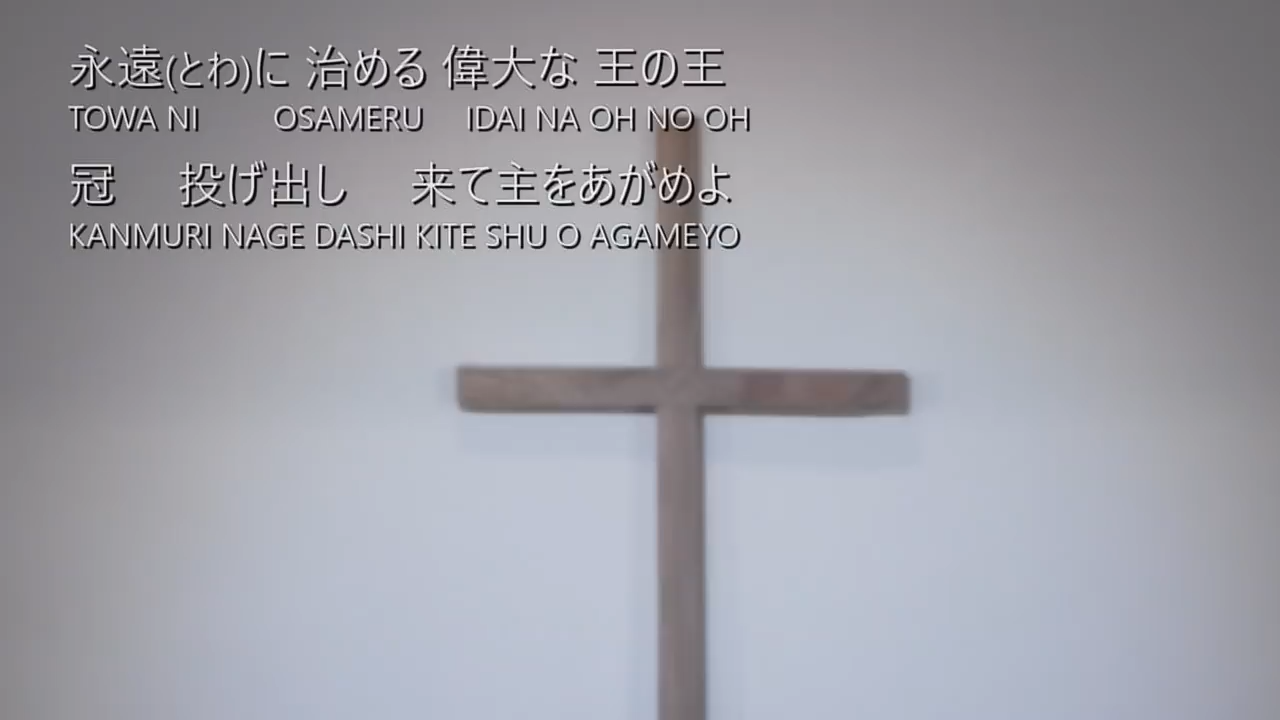 永遠(とわ)に 治める 偉大な 王の王
TOWA NI OSAMERU IDAI NA OH NO OH
冠 投げ出し 来て主をあがめよ
KANMURI NAGE DASHI KITE SHU O AGAMEYO